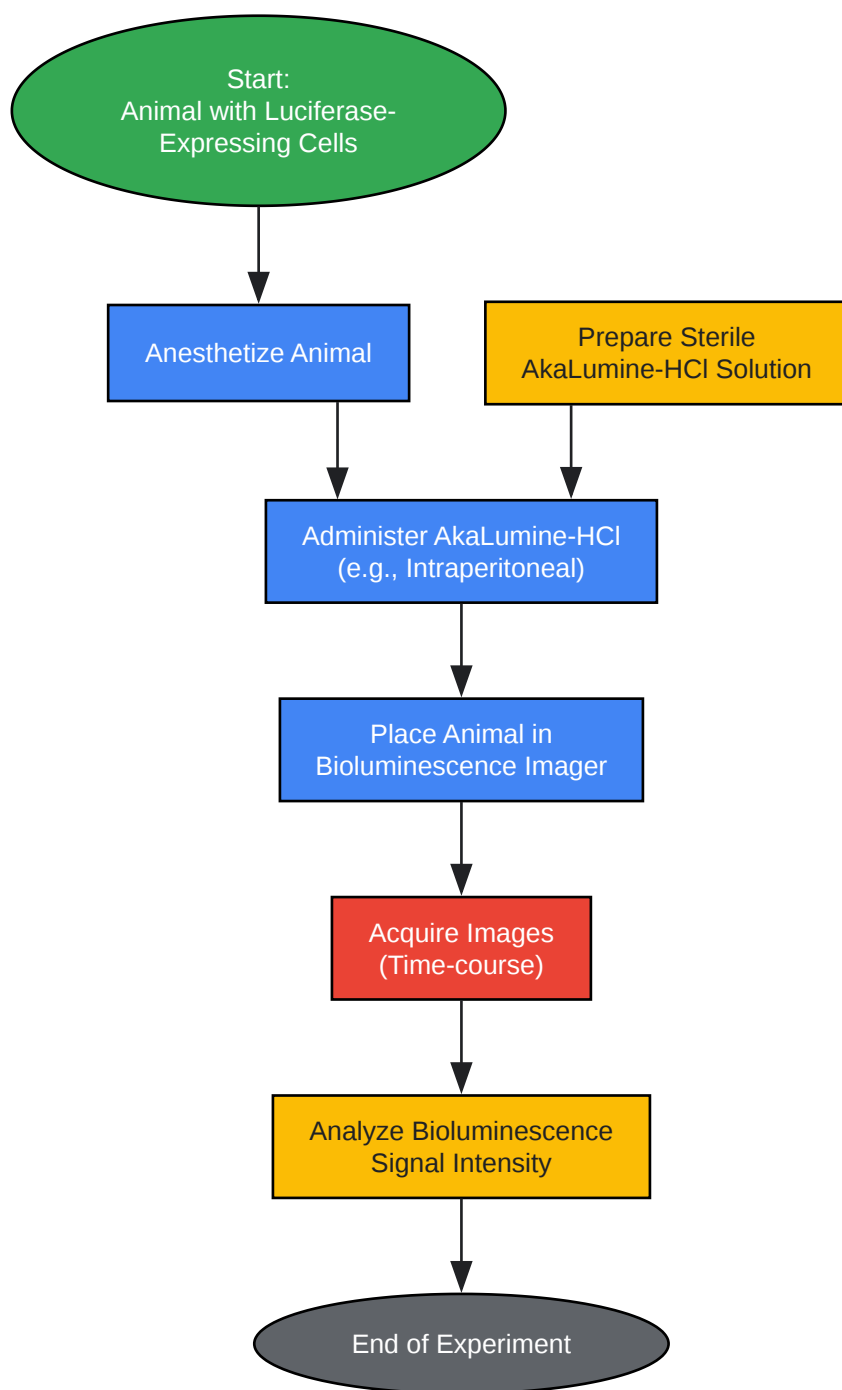 Start:
Animal with Luciferase-
Expressing Cells
Anesthetize Animal
Prepare Sterile
AkaLumine-HCl Solution
Administer AkaLumine-HCl
(e.g., Intraperitoneal)
Place Animal in
Bioluminescence Imager
Acquire Images
(Time-course)
Analyze Bioluminescence
Signal Intensity
End of Experiment